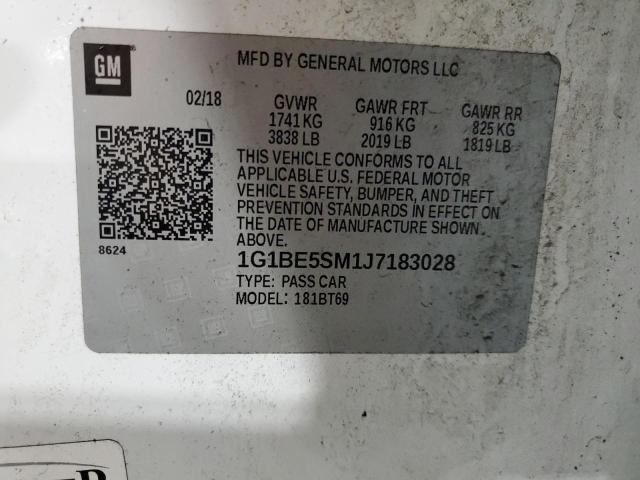 GM
MFD BY GENERAL MOTORS LLC
02/18 GVWR GAWR FRT GAWR RR
1741 KG 916 KG 825 KG
3838 LB 2019 LB 1819 LB
THIS VEHICLE CONFORMS TO ALL
APPLICABLE U.S. FEDERAL MOTOR
VEHICLE SAFETY, BUMPER, AND THEFT
PREVENTION STANDARDS IN EFFECT ON
THE DATE OF MANUFACTURE SHOWN
ABOVE.
8624
1G1BE5SM1J7183028
TYPE: PASS CAR
MODEL: 181BT69